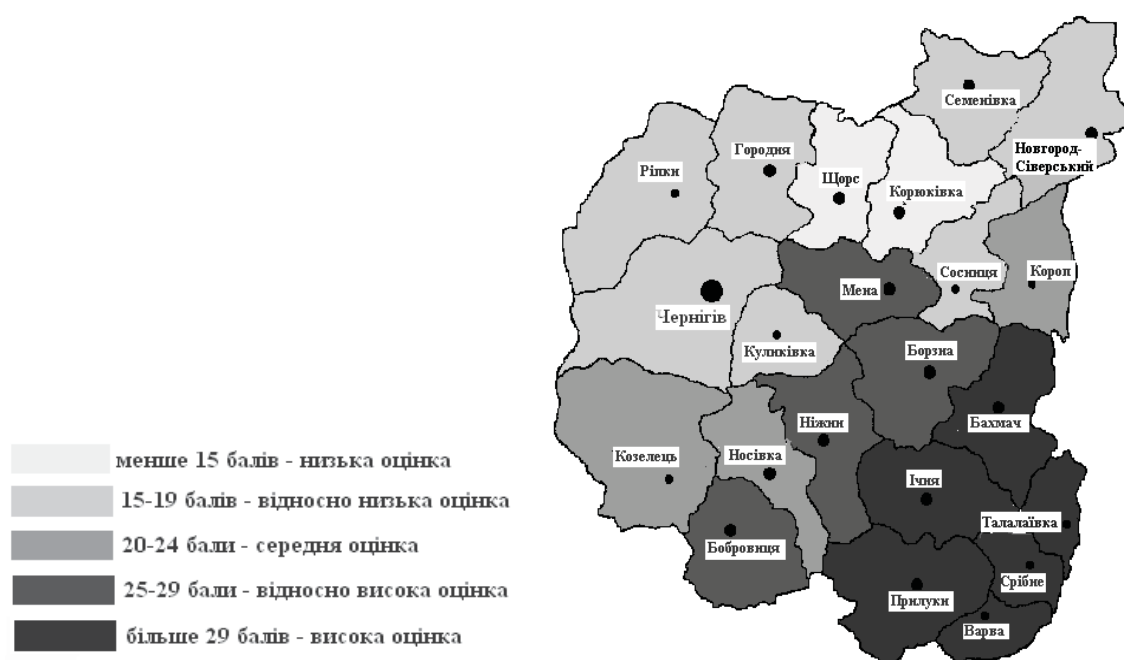 Семенівка
Новгород-
Сіверський
Городня
Ріпки
Щорс
Корюківка
Сосниця
Короп
Мена
Чернігів
Куликівка
Борзна
Бахмач
Ніжин
Козелець
Носівка
Ічня
Талалаївка
Бобровиця
Срібне
Прилуки
Варва
менше 15 балів - низька оцінка
15-19 балів - відносно низька оцінка
20-24 бали - середня оцінка
25-29 бали - відносно висока оцінка
більше 29 балів - висока оцінка